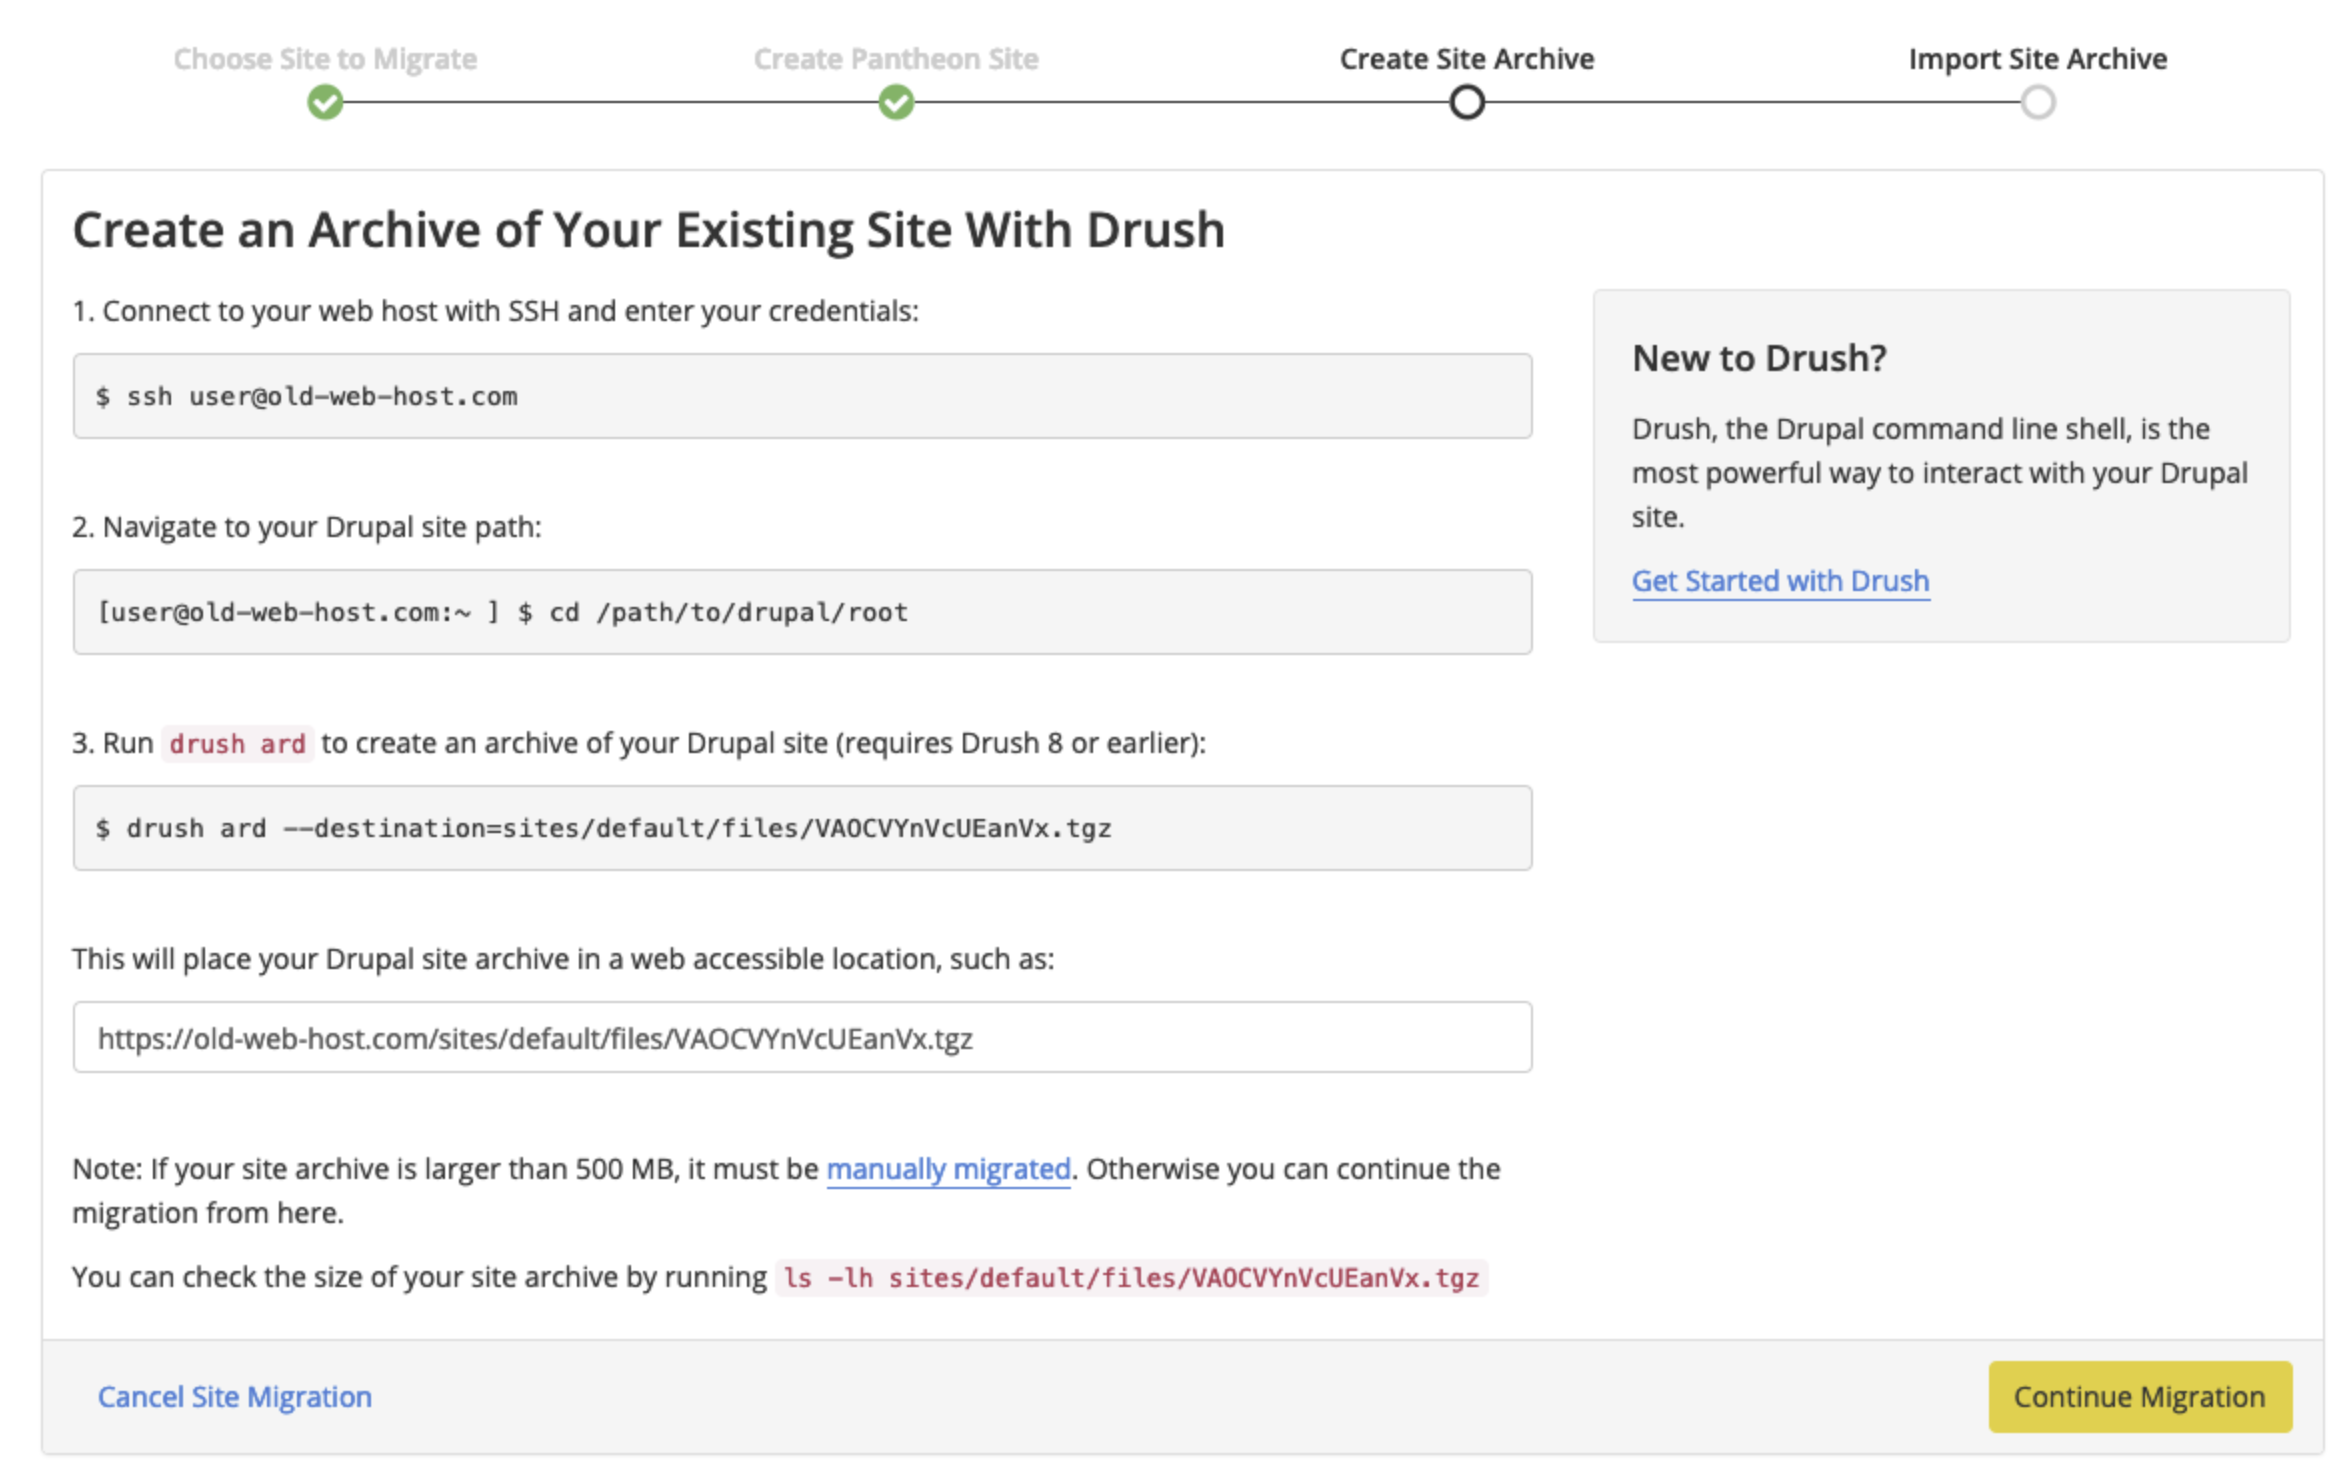 Choose Site to Migrate
Create Pantheon Site
Create Site Archive
Import Site Archive
Create an Archive of Your Existing Site With Drush
1. Connect to your web host with SSH and enter your credentials:
$ ssh user@old-web-host.com
2. Navigate to your Drupal site path:
[user@old-web-host.com:~ ] $ cd /path/to/drupal/root
3. Run drush ard to create an archive of your Drupal site (requires Drush 8 or earlier):
$ drush ard --destination=sites/default/files/VAOCVYnVcUEanVx.tgz
This will place your Drupal site archive in a web accessible location, such as:
https://old-web-host.com/sites/default/files/VAOCVYnVcUEanVx.tgz
Note: If your site archive is larger than 500 MB, it must be manually migrated. Otherwise you can continue the
migration from here.
You can check the size of your site archive by running ls -lh sites/default/files/VAOCVYnVcUEanVx.tgz
New to Drush?
Drush, the Drupal command line shell, is the
most powerful way to interact with your Drupal
site.
Get Started with Drush
Cancel Site Migration
Continue Migration